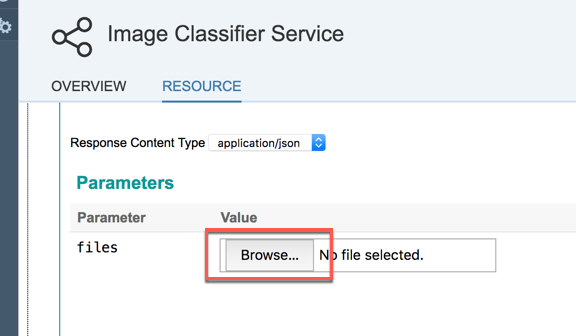 Image Classifier Service
OVERVIEW RESOURCE
Response Content Type application/json
Parameters
Parameter Value
files Browse... No file selected.